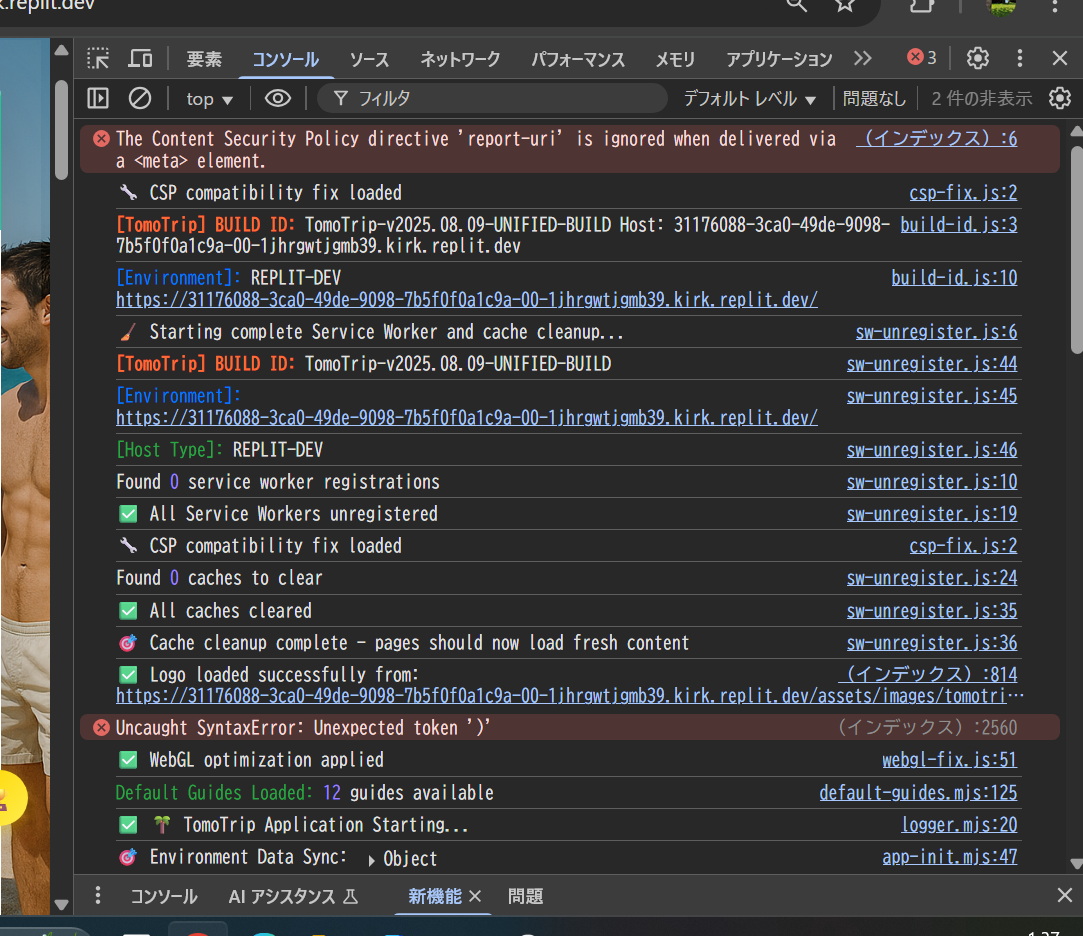 .replit.dev
要素 コンソール ソース ネットワーク パフォーマンス メモリ アプリケーション 3
top フィルタ デフォルト レベル 問題なし 2 件の非表示
The Content Security Policy directive 'report-uri' is ignored when delivered via (インデックス):6
a <meta> element.
🔧 CSP compatibility fix loaded csp-fix.js:2
[TomoTrip] BUILD ID: TomoTrip-v2025.08.09-UNIFIED-BUILD Host: 31176088-3ca0-49de-9098- build-id.js:3
7b5f0f0a1c9a-00-1jhrgwtjgmb39.kirk.replit.dev
[Environment]: REPLIT-DEV build-id.js:10
https://31176088-3ca0-49de-9098-7b5f0f0a1c9a-00-1jhrgwtjgmb39.kirk.replit.dev/
🧹 Starting complete Service Worker and cache cleanup... sw-unregister.js:6
[TomoTrip] BUILD ID: TomoTrip-v2025.08.09-UNIFIED-BUILD sw-unregister.js:44
[Environment]: sw-unregister.js:45
https://31176088-3ca0-49de-9098-7b5f0f0a1c9a-00-1jhrgwtjgmb39.kirk.replit.dev/
[Host Type]: REPLIT-DEV sw-unregister.js:46
Found 0 service worker registrations sw-unregister.js:10
✅ All Service Workers unregistered sw-unregister.js:19
🔧 CSP compatibility fix loaded csp-fix.js:2
Found 0 caches to clear sw-unregister.js:24
✅ All caches cleared sw-unregister.js:35
🎯 Cache cleanup complete - pages should now load fresh content sw-unregister.js:36
✅ Logo loaded successfully from: (インデックス):814
https://31176088-3ca0-49de-9098-7b5f0f0a1c9a-00-1jhrgwtjgmb39.kirk.replit.dev/assets/images/tomotri…
Uncaught SyntaxError: Unexpected token ')' (インデックス):2560
✅ WebGL optimization applied webgl-fix.js:51
Default Guides Loaded: 12 guides available default-guides.mjs:125
✅ 🌴 TomoTrip Application Starting... logger.mjs:20
🎯 Environment Data Sync: ▶ Object app-init.mjs:47
コンソール AI アシスタンス 新機能 問題